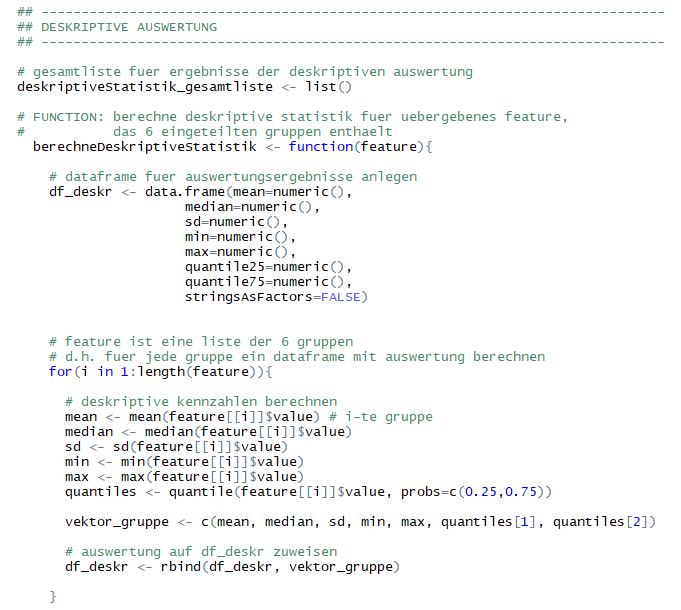 ## ------------------------------------------------------------------------------
## DESKRIPTIVE AUSWERTUNG
## ------------------------------------------------------------------------------
# gesamtliste fuer ergebnisse der deskriptiven auswertung
deskriptiveStatistik_gesamtliste <- list()
# FUNCTION: berechne deskriptive statistik fuer uebergebenes feature,
#           das 6 eingeteilten gruppen enthaelt
  berechneDeskriptiveStatistik <- function(feature){
    # dataframe fuer auswertungsergebnisse anlegen
    df_deskr <- data.frame(mean=numeric(),
                     median=numeric(),
                     sd=numeric(),
                     min=numeric(),
                     max=numeric(),
                     quantile25=numeric(),
                     quantile75=numeric(),
                     stringsAsFactors=FALSE)
    # feature ist eine liste der 6 gruppen
    # d.h. fuer jede gruppe ein dataframe mit auswertung berechnen
    for(i in 1:length(feature)){
      # deskriptive kennzahlen berechnen
      mean <- mean(feature[[i]]$value) # i-te gruppe
      median <- median(feature[[i]]$value)
      sd <- sd(feature[[i]]$value)
      min <- min(feature[[i]]$value)
      max <- max(feature[[i]]$value)
      quantiles <- quantile(feature[[i]]$value, probs=c(0.25,0.75))
      vektor_gruppe <- c(mean, median, sd, min, max, quantiles[1], quantiles[2])
      # auswertung auf df_deskr zuweisen
      df_deskr <- rbind(df_deskr, vektor_gruppe)
    }